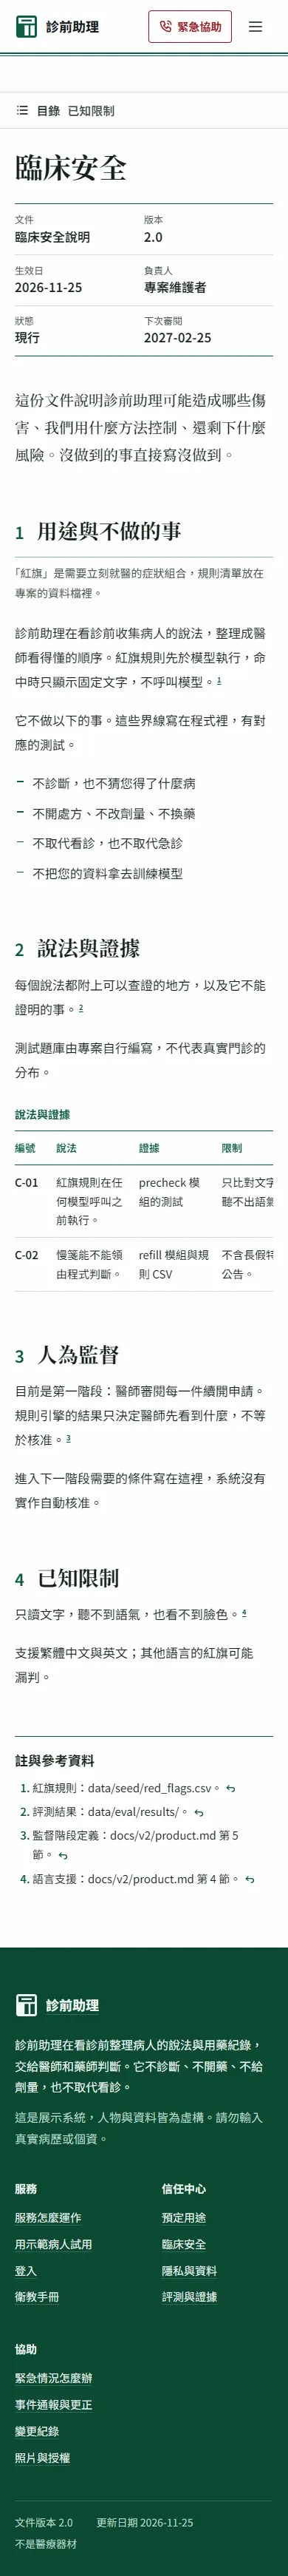 診前助理
緊急協助
目錄 已知限制
臨床安全
文件
臨床安全說明
版本
2.0
生效日
2026-11-25
負責人
專案維護者
狀態
現行
下次審閱
2027-02-25
這份文件說明診前助理可能造成哪些傷
害、我們用什麼方法控制、還剩下什麼
風險。沒做到的事直接寫沒做到。
1 用途與不做的事
「紅旗」是需要立刻就醫的症狀組合，規則清單放在
專案的資料檔裡。
診前助理在看診前收集病人的說法，整理成醫
師看得懂的順序。紅旗規則先於模型執行，命
中時只顯示固定文字，不呼叫模型。1
它不做以下的事。這些界線寫在程式裡，有對
應的測試。
不診斷，也不猜您得了什麼病
不開處方、不改劑量、不換藥
不取代看診，也不取代急診
不把您的資料拿去訓練模型
2 說法與證據
每個說法都附上可以查證的地方，以及它不能
證明的事。2
測試題庫由專案自行編寫，不代表真實門診的
分布。
說法與證據
編號 說法 證據 限制
C-01 紅旗規則在任 precheck 模 只比對文字
何模型呼叫之 組的測試 聽不出語氣
前執行。
C-02 慢箋能不能領 refill 模組與規 不含長假特
由程式判斷。 則 CSV 公告。
3 人為監督
目前是第一階段：醫師審閱每一件續開申請。
規則引擎的結果只決定醫師先看到什麼，不等
於核准。3
進入下一階段需要的條件寫在這裡，系統沒有
實作自動核准。
4 已知限制
只讀文字，聽不到語氣，也看不到臉色。4
支援繁體中文與英文；其他語言的紅旗可能
漏判。
註與參考資料
1. 紅旗規則：data/seed/red_flags.csv。
2. 評測結果：data/eval/results/。
3. 監督階段定義：docs/v2/product.md 第 5
節。
4. 語言支援：docs/v2/product.md 第 4 節。
診前助理
診前助理在看診前整理病人的說法與用藥紀錄，
交給醫師和藥師判斷。它不診斷、不開藥、不給
劑量，也不取代看診。
這是展示系統，人物與資料皆為虛構。請勿輸入
真實病歷或個資。
服務
服務怎麼運作
用示範病人試用
登入
衛教手冊
信任中心
預定用途
臨床安全
隱私與資料
評測與證據
協助
緊急情況怎麼辦
事件通報與更正
變更紀錄
照片與授權
文件版本 2.0 更新日期 2026-11-25
不是醫療器材